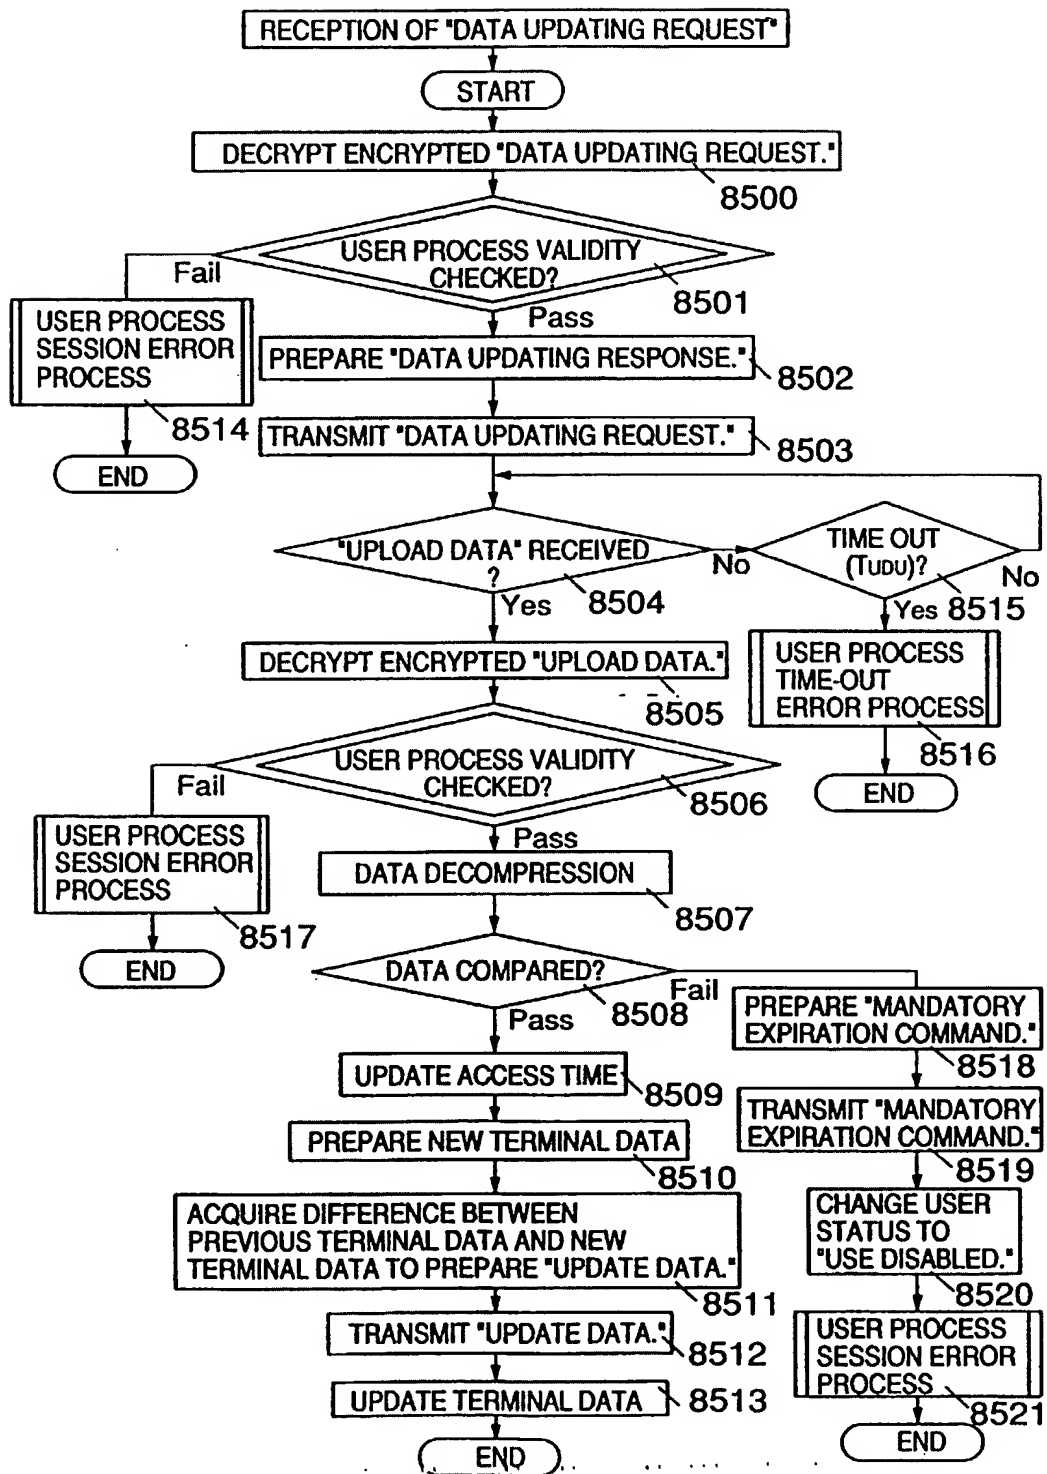 RECEPTION OF "DATA UPDATING REQUEST"
START
DECRYPT ENCRYPTED "DATA UPDATING REQUEST."
8500
USER PROCESS VALIDITY
CHECKED?
8501
Fail
Pass
USER PROCESS
SESSION ERROR
PROCESS
8514
END
PREPARE "DATA UPDATING RESPONSE."
8502
TRANSMIT "DATA UPDATING REQUEST."
8503
"UPLOAD DATA" RECEIVED
?
8504
No
Yes
TIME OUT
(TUDU)?
8515
No
Yes
USER PROCESS
TIME-OUT
ERROR PROCESS
8516
END
DECRYPT ENCRYPTED "UPLOAD DATA."
8505
USER PROCESS VALIDITY
CHECKED?
8506
Fail
Pass
USER PROCESS
SESSION ERROR
PROCESS
8517
END
DATA DECOMPRESSION
8507
DATA COMPARED?
8508
Fail
Pass
PREPARE "MANDATORY
EXPIRATION COMMAND."
8518
TRANSMIT "MANDATORY
EXPIRATION COMMAND."
8519
CHANGE USER
STATUS TO
"USE DISABLED."
8520
USER PROCESS
SESSION ERROR
PROCESS
8521
END
UPDATE ACCESS TIME
8509
PREPARE NEW TERMINAL DATA
8510
ACQUIRE DIFFERENCE BETWEEN
PREVIOUS TERMINAL DATA AND NEW
TERMINAL DATA TO PREPARE "UPDATE DATA."
8511
TRANSMIT "UPDATE DATA."
8512
UPDATE TERMINAL DATA
8513
END